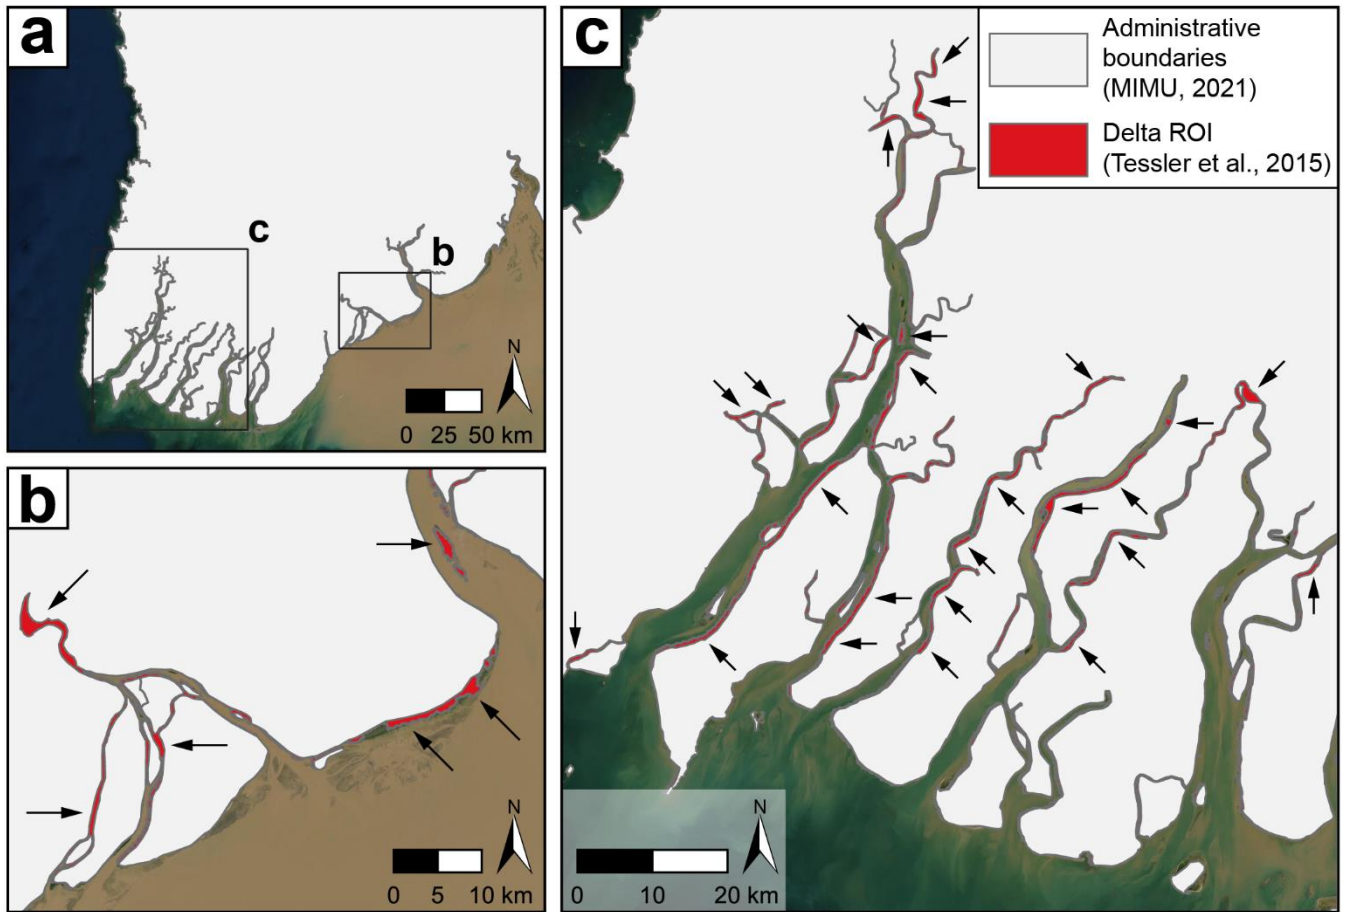 a
c
b
N
0 25 50 km
b
N
0 5 10 km
c
Administrative
boundaries
(MIMU, 2021)
Delta ROI
(Tessler et al., 2015)
N
0 10 20 km